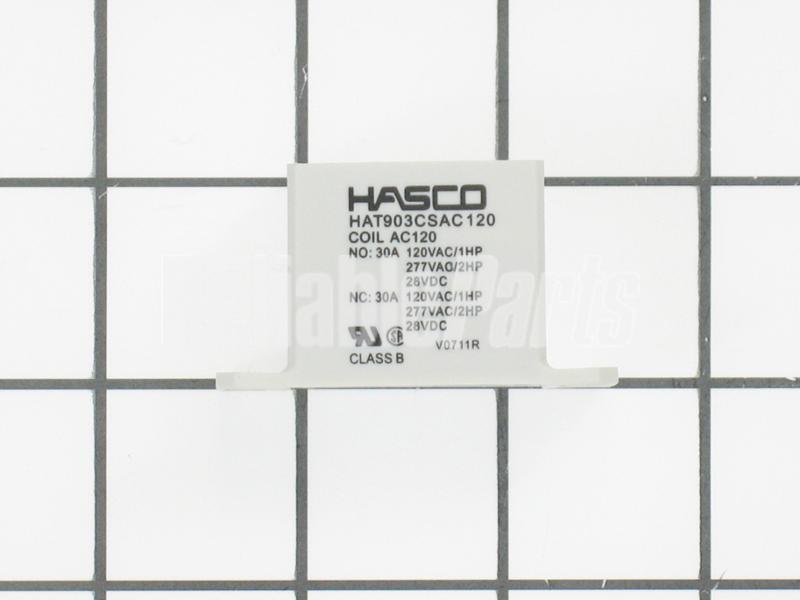 HASCO
HAT903CSAC120
COIL AC120
NO: 30A 120VAC/1HP
277VAC/2HP
28VDC
NC: 30A 120VAC/1HP
277VAC/2HP
28VDC
V0711R
CLASS B
ReliableParts